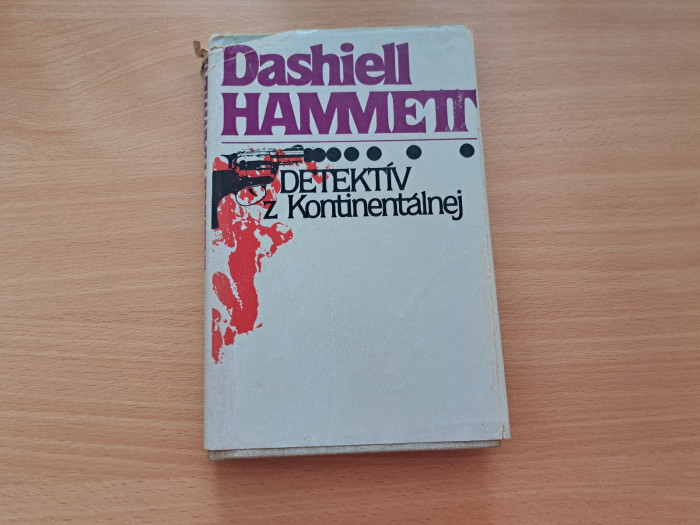 Dashiell
HAMMETT
DETEKTÍV
z Kontinentálnej